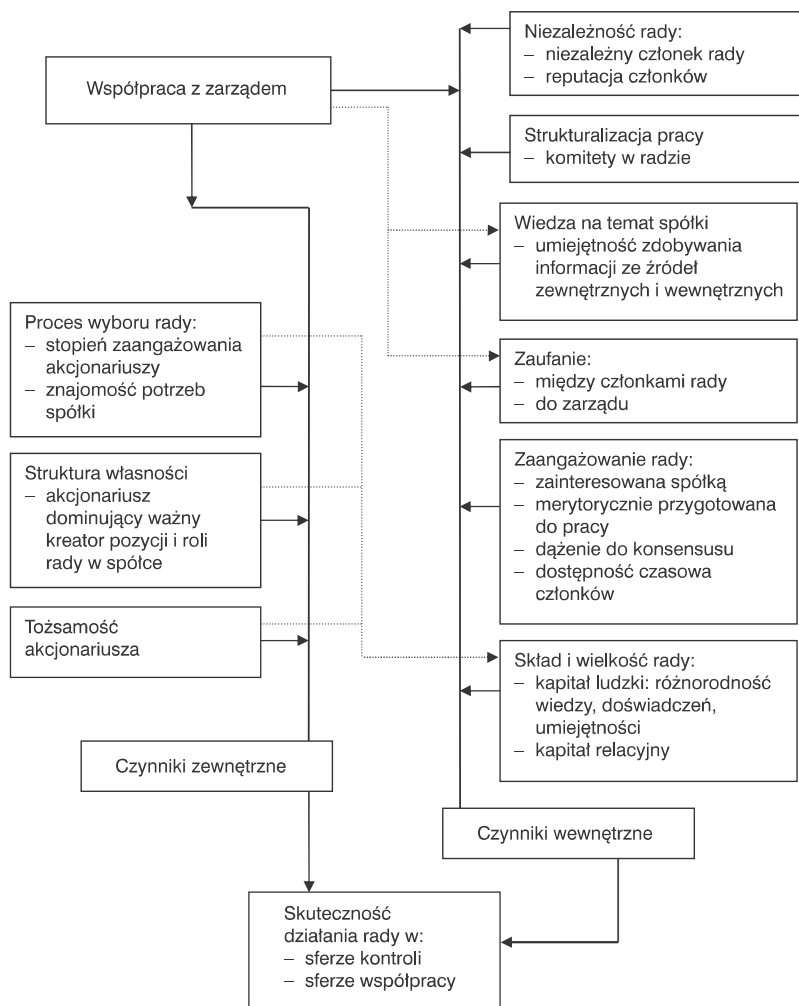 Współpraca z zarządem
Niezależność rady:
– niezależny członek rady
– reputacja członków
Strukturalizacja pracy
– komitety w radzie
Wiedza na temat spółki
– umiejętność zdobywania
informacji ze źródeł
zewnętrznych i wewnętrznych
Zaufanie:
– między członkami rady
– do zarządu
Zaangażowanie rady:
– zainteresowana spółką
– merytorycznie przygotowana
do pracy
– dążenie do konsensusu
– dostępność czasowa
członków
Skład i wielkość rady:
– kapitał ludzki: różnorodność
wiedzy, doświadczeń,
umiejętności
– kapitał relacyjny
Proces wyboru rady:
– stopień zaangażowania
akcjonariuszy
– znajomość potrzeb
spółki
Struktura własności
– akcjonariusz
dominujący ważny
kreator pozycji i roli
rady w spółce
Tożsamość
akcjonariusza
Czynniki zewnętrzne
Czynniki wewnętrzne
Skuteczność
działania rady w:
– sferze kontroli
– sferze współpracy